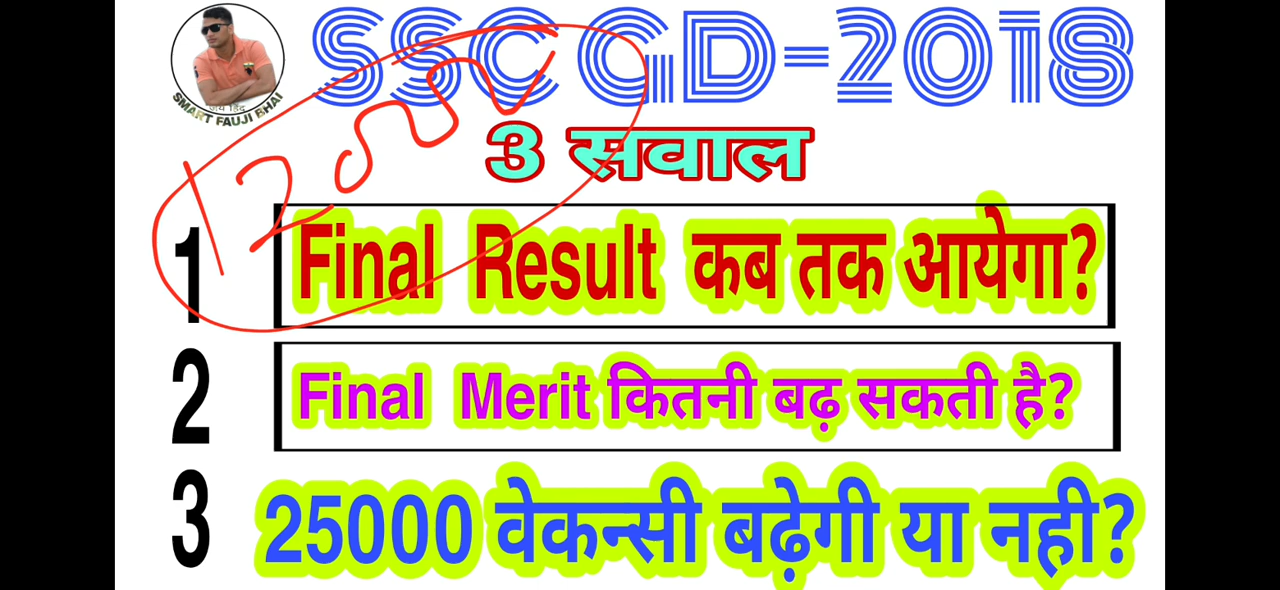 SSC GD-2018
जय हिंद
SMART FAUJI BHAI
3 सवाल
1 Final Result कब तक आयेगा?
2 Final Merit कितनी बढ़ सकती है?
3 25000 वेकन्सी बढ़ेगी या नही?